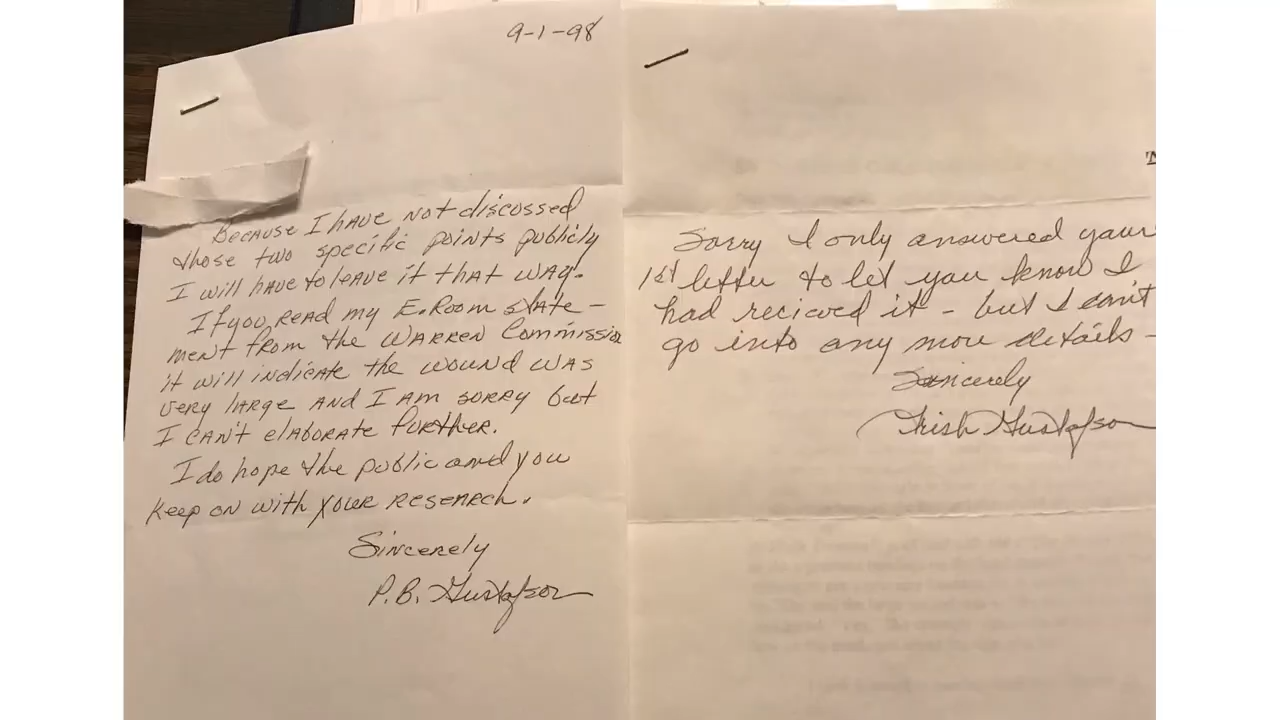 9-1-98
Because I have not discussed
those two specific points publicly
I will have to leave it that way.
If you read my E.Room state-
ment from the Warren Commission
it will indicate the wound was
very large and I am sorry but
I can't elaborate further.
I do hope the public and you
keep on with your research.
Sincerely
P.B. Gustafson
Sorry I only answered your
1st letter to let you know I
had recieved it - but I can't
go into any more details -
Sincerely
Trish Gustafson